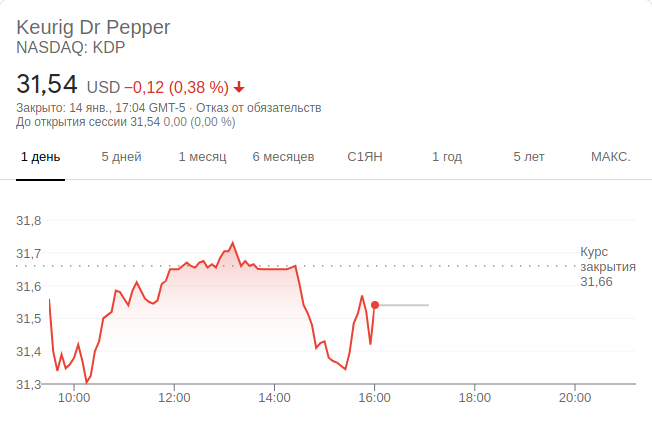 Keurig Dr Pepper
NASDAQ: KDP
31,54 USD −0,12 (0,38 %)
Закрыто: 14 янв., 17:04 GMT-5 · Отказ от обязательств
До открытия сессии 31,54 0,00 (0,00 %)
1 день 5 дней 1 месяц 6 месяцев С1ЯН 1 год 5 лет МАКС.
31,8
31,7
31,6
31,5
31,4
31,3
Курс
закрытия
31,66
10:00 12:00 14:00 16:00 18:00 20:00